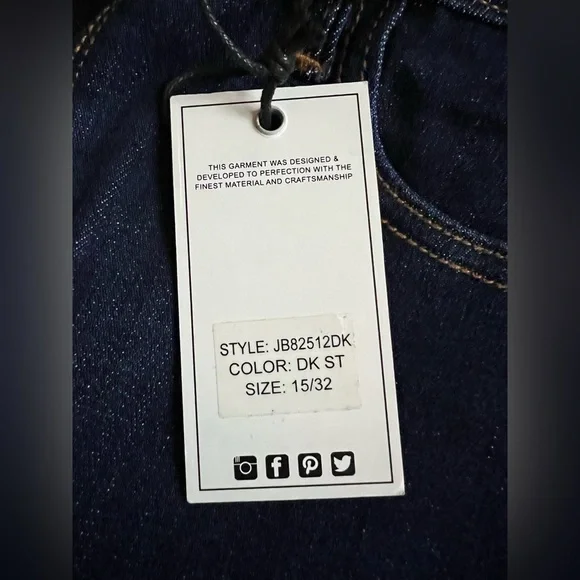 THIS GARMENT WAS DESIGNED &
DEVELOPED TO PERFECTION WITH THE
FINEST MATERIAL AND CRAFTSMANSHIP
STYLE: JB82512DK
COLOR: DK ST
SIZE: 15/32